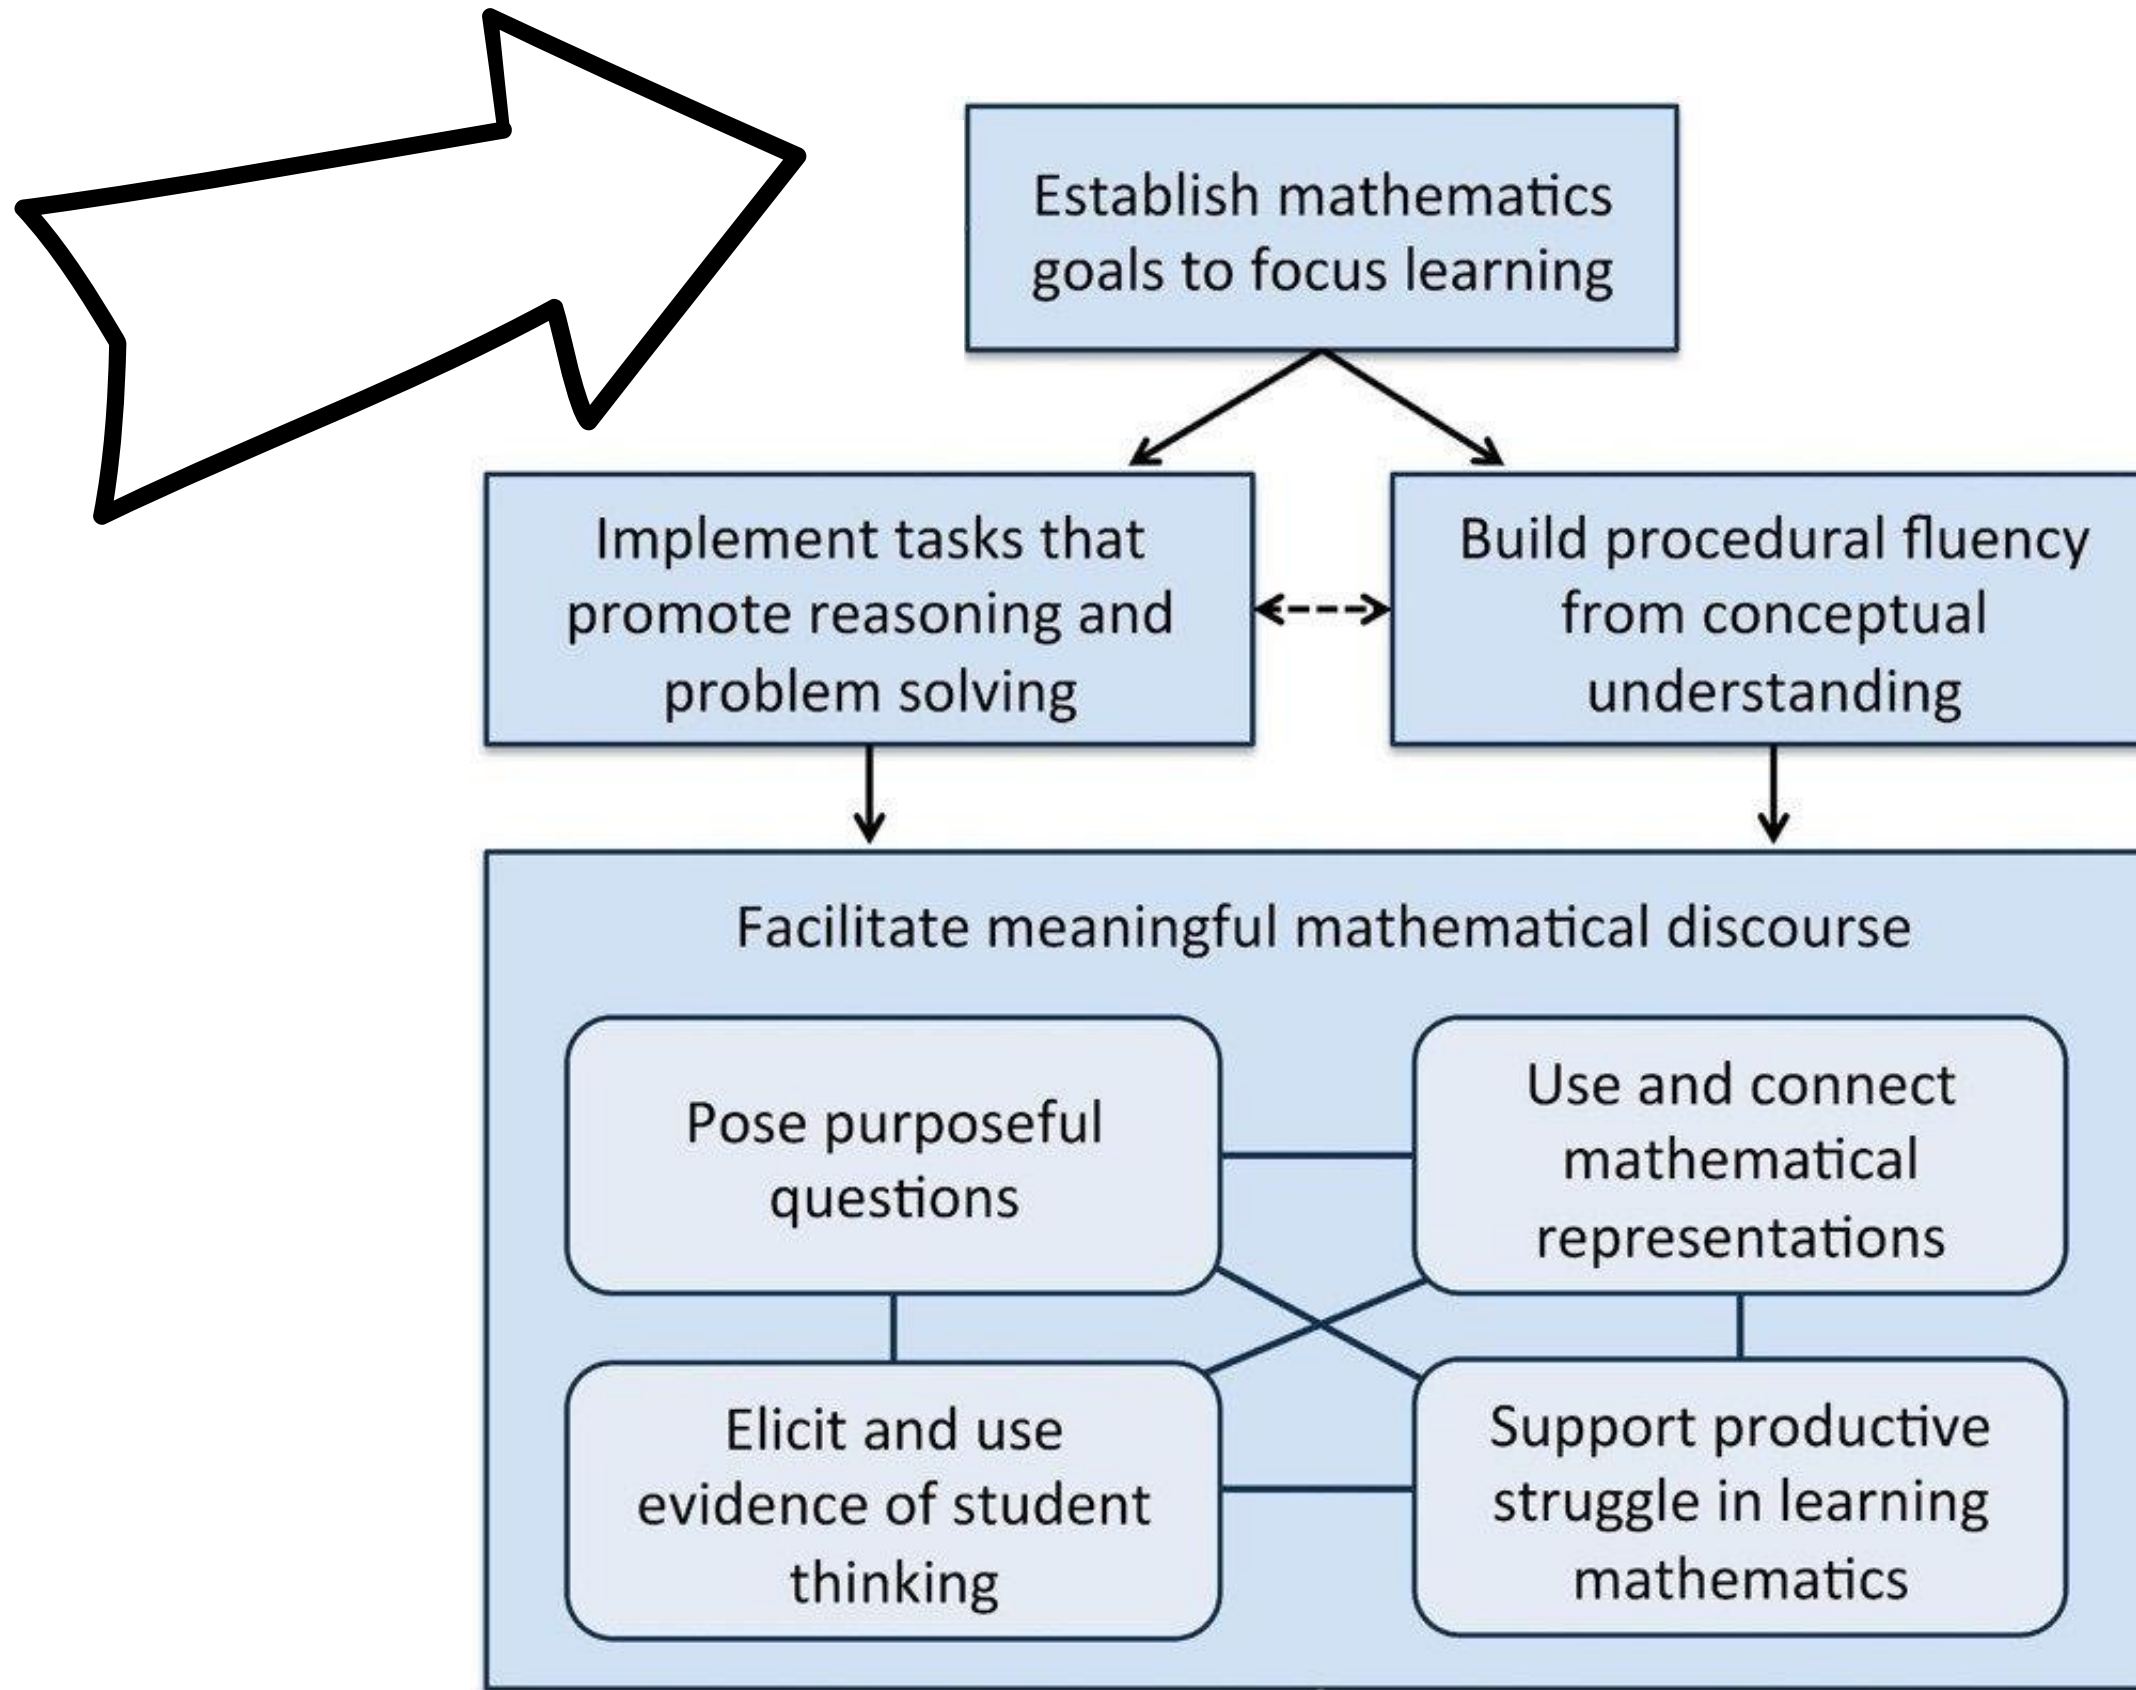 Establish mathematics
goals to focus learning
Implement tasks that
promote reasoning and
problem solving
Build procedural fluency
from conceptual
understanding
Facilitate meaningful mathematical discourse
Pose purposeful
questions
Use and connect
mathematical
representations
Elicit and use
evidence of student
thinking
Support productive
struggle in learning
mathematics